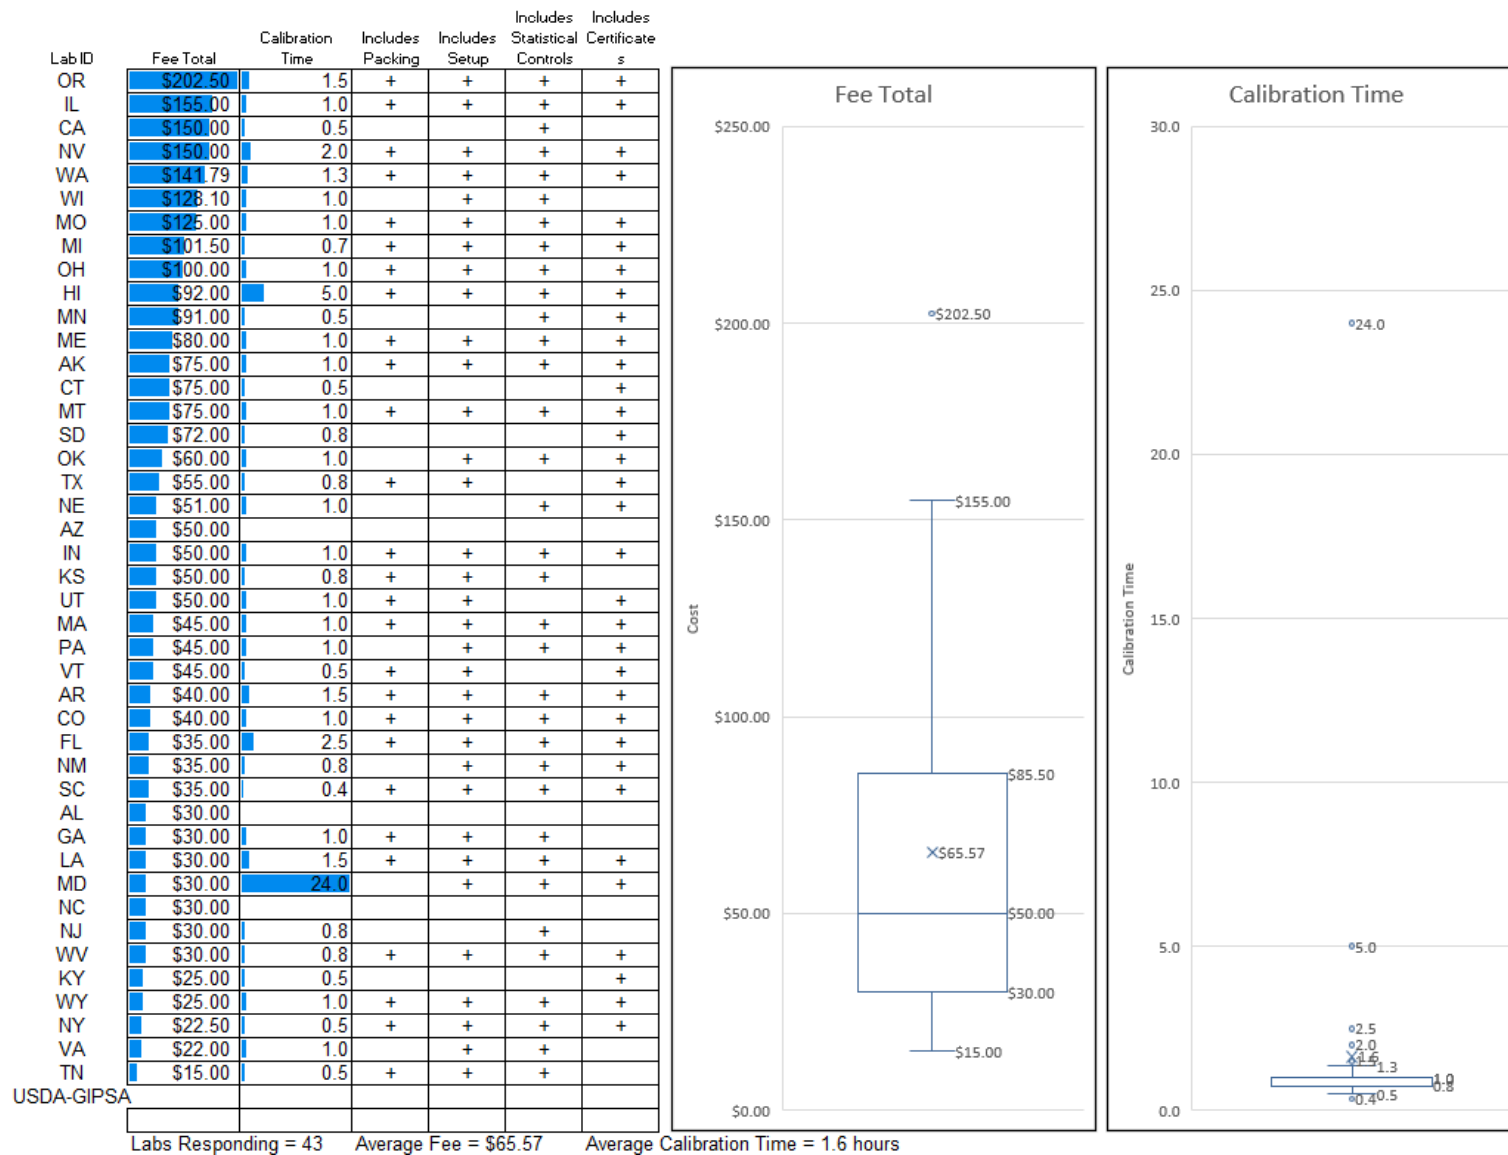 Lab ID Fee Total Calibration Time Includes Packing Includes Setup Includes Statistical Controls Includes Certificates
OR $202.50 1.5 + + + +
IL $155.00 1.0 + + + +
CA $150.00 0.5 +
NV $150.00 2.0 + + + +
WA $141.79 1.3 + + + +
WI $128.10 1.0 + +
MO $125.00 1.0 + + + +
MI $101.50 0.7 + + + +
OH $100.00 1.0 + + + +
HI $92.00 5.0 + + + +
MN $91.00 0.5 + +
ME $80.00 1.0 + + + +
AK $75.00 1.0 + + + +
CT $75.00 0.5 +
MT $75.00 1.0 + + + +
SD $72.00 0.8 +
OK $60.00 1.0 + + +
TX $55.00 0.8 + + +
NE $51.00 1.0 + +
AZ $50.00
IN $50.00 1.0 + + + +
KS $50.00 0.8 + + +
UT $50.00 1.0 + + +
MA $45.00 1.0 + + + +
PA $45.00 1.0 + + +
VT $45.00 0.5 + + +
AR $40.00 1.5 + + + +
CO $40.00 1.0 + + + +
FL $35.00 2.5 + + + +
NM $35.00 0.8 + + +
SC $35.00 0.4 + + + +
AL $30.00
GA $30.00 1.0 + + +
LA $30.00 1.5 + + + +
MD $30.00 24.0 + + +
NC $30.00
NJ $30.00 0.8 +
WV $30.00 0.8 + + + +
KY $25.00 0.5 +
WY $25.00 1.0 + + + +
NY $22.50 0.5 + + + +
VA $22.00 1.0 + +
TN $15.00 0.5 + + +
USDA-GIPSA
Labs Responding = 43 Average Fee = $65.57 Average Calibration Time = 1.6 hours
Fee Total
Cost
$250.00
$200.00
$150.00
$100.00
$50.00
$0.00
$202.50
$155.00
$85.50
$65.57
$50.00
$30.00
$15.00
Calibration Time
Calibration Time
30.0
25.0
20.0
15.0
10.0
5.0
0.0
24.0
5.0
2.5
2.0
1.6
1.5
1.3
1.0
0.8
0.5
0.4